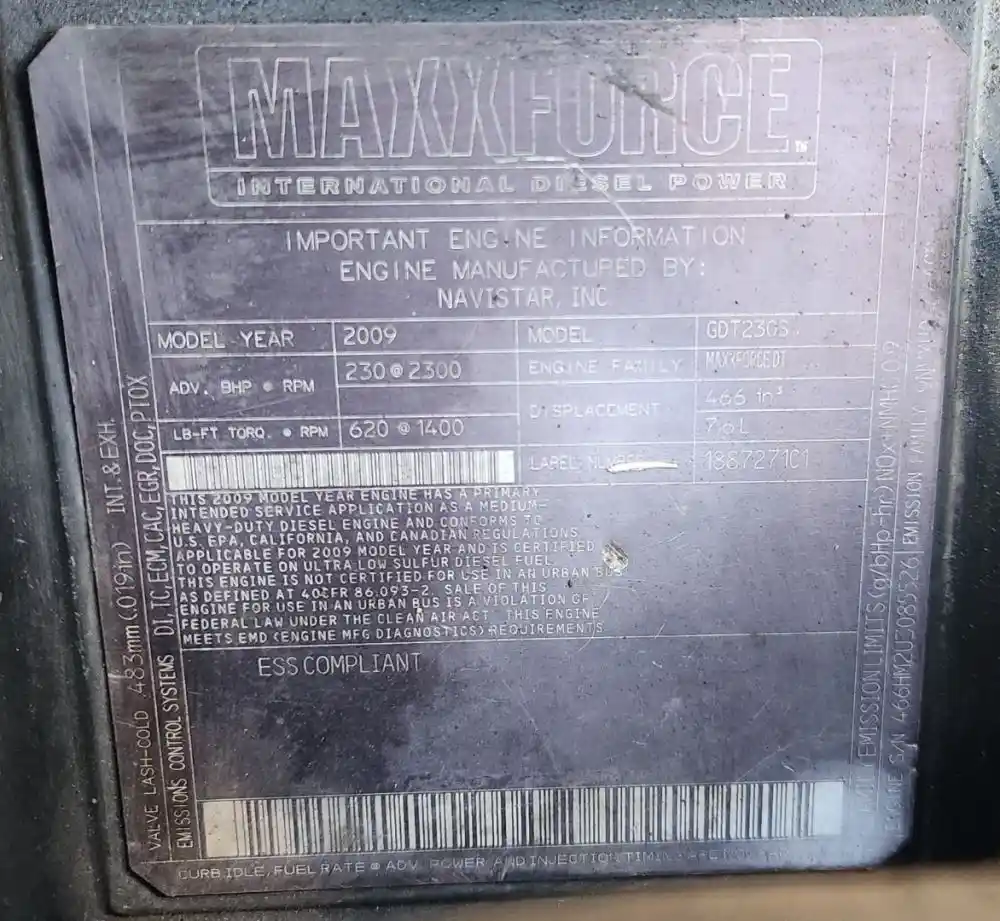 MAXXFORCE™
INTERNATIONAL DIESEL POWER
IMPORTANT ENGINE INFORMATION
ENGINE MANUFACTURED BY:
NAVISTAR, INC
MODEL YEAR 2009 MODEL GDT23GS
ADV. BHP @ RPM 230@2300 ENGINE FAMILY MAXXFORCE DT
DISPLACEMENT 466 in³
7.6 L
LB-FT TORQ. @ RPM 620 @ 1400
LABEL NUMBER 1867271C1
THIS 2009 MODEL YEAR ENGINE HAS A PRIMARY
INTENDED SERVICE APPLICATION AS A MEDIUM-
HEAVY-DUTY DIESEL ENGINE AND CONFORMS TO
U.S. EPA, CALIFORNIA, AND CANADIAN REGULATIONS
APPLICABLE FOR 2009 MODEL YEAR AND IS CERTIFIED
TO OPERATE ON ULTRA LOW SULFUR DIESEL FUEL
THIS ENGINE IS NOT CERTIFIED FOR USE IN AN URBAN BUS
AS DEFINED AT 40CFR 86.093-2. SALE OF THIS
ENGINE FOR USE IN AN URBAN BUS IS A VIOLATION OF
FEDERAL LAW UNDER THE CLEAN AIR ACT. THIS ENGINE
MEETS EMD (ENGINE MFG DIAGNOSTICS) REQUIREMENTS
ESS COMPLIANT
CURB IDLE, FUEL RATE @ ADV. POWER AND INJECTION TIMING ARE
VALVE LASH-COLD .483mm (.019in) INT. & EXH.
EMISSIONS CONTROL SYSTEMS DI,TC,ECM,CAC,EGR,DOC,PTOX
EMISSION LIMITS (g/bHp-hr) NOx+NMHC
ENGINE S/N 466HM2U3085526 EMISSION FAMILY